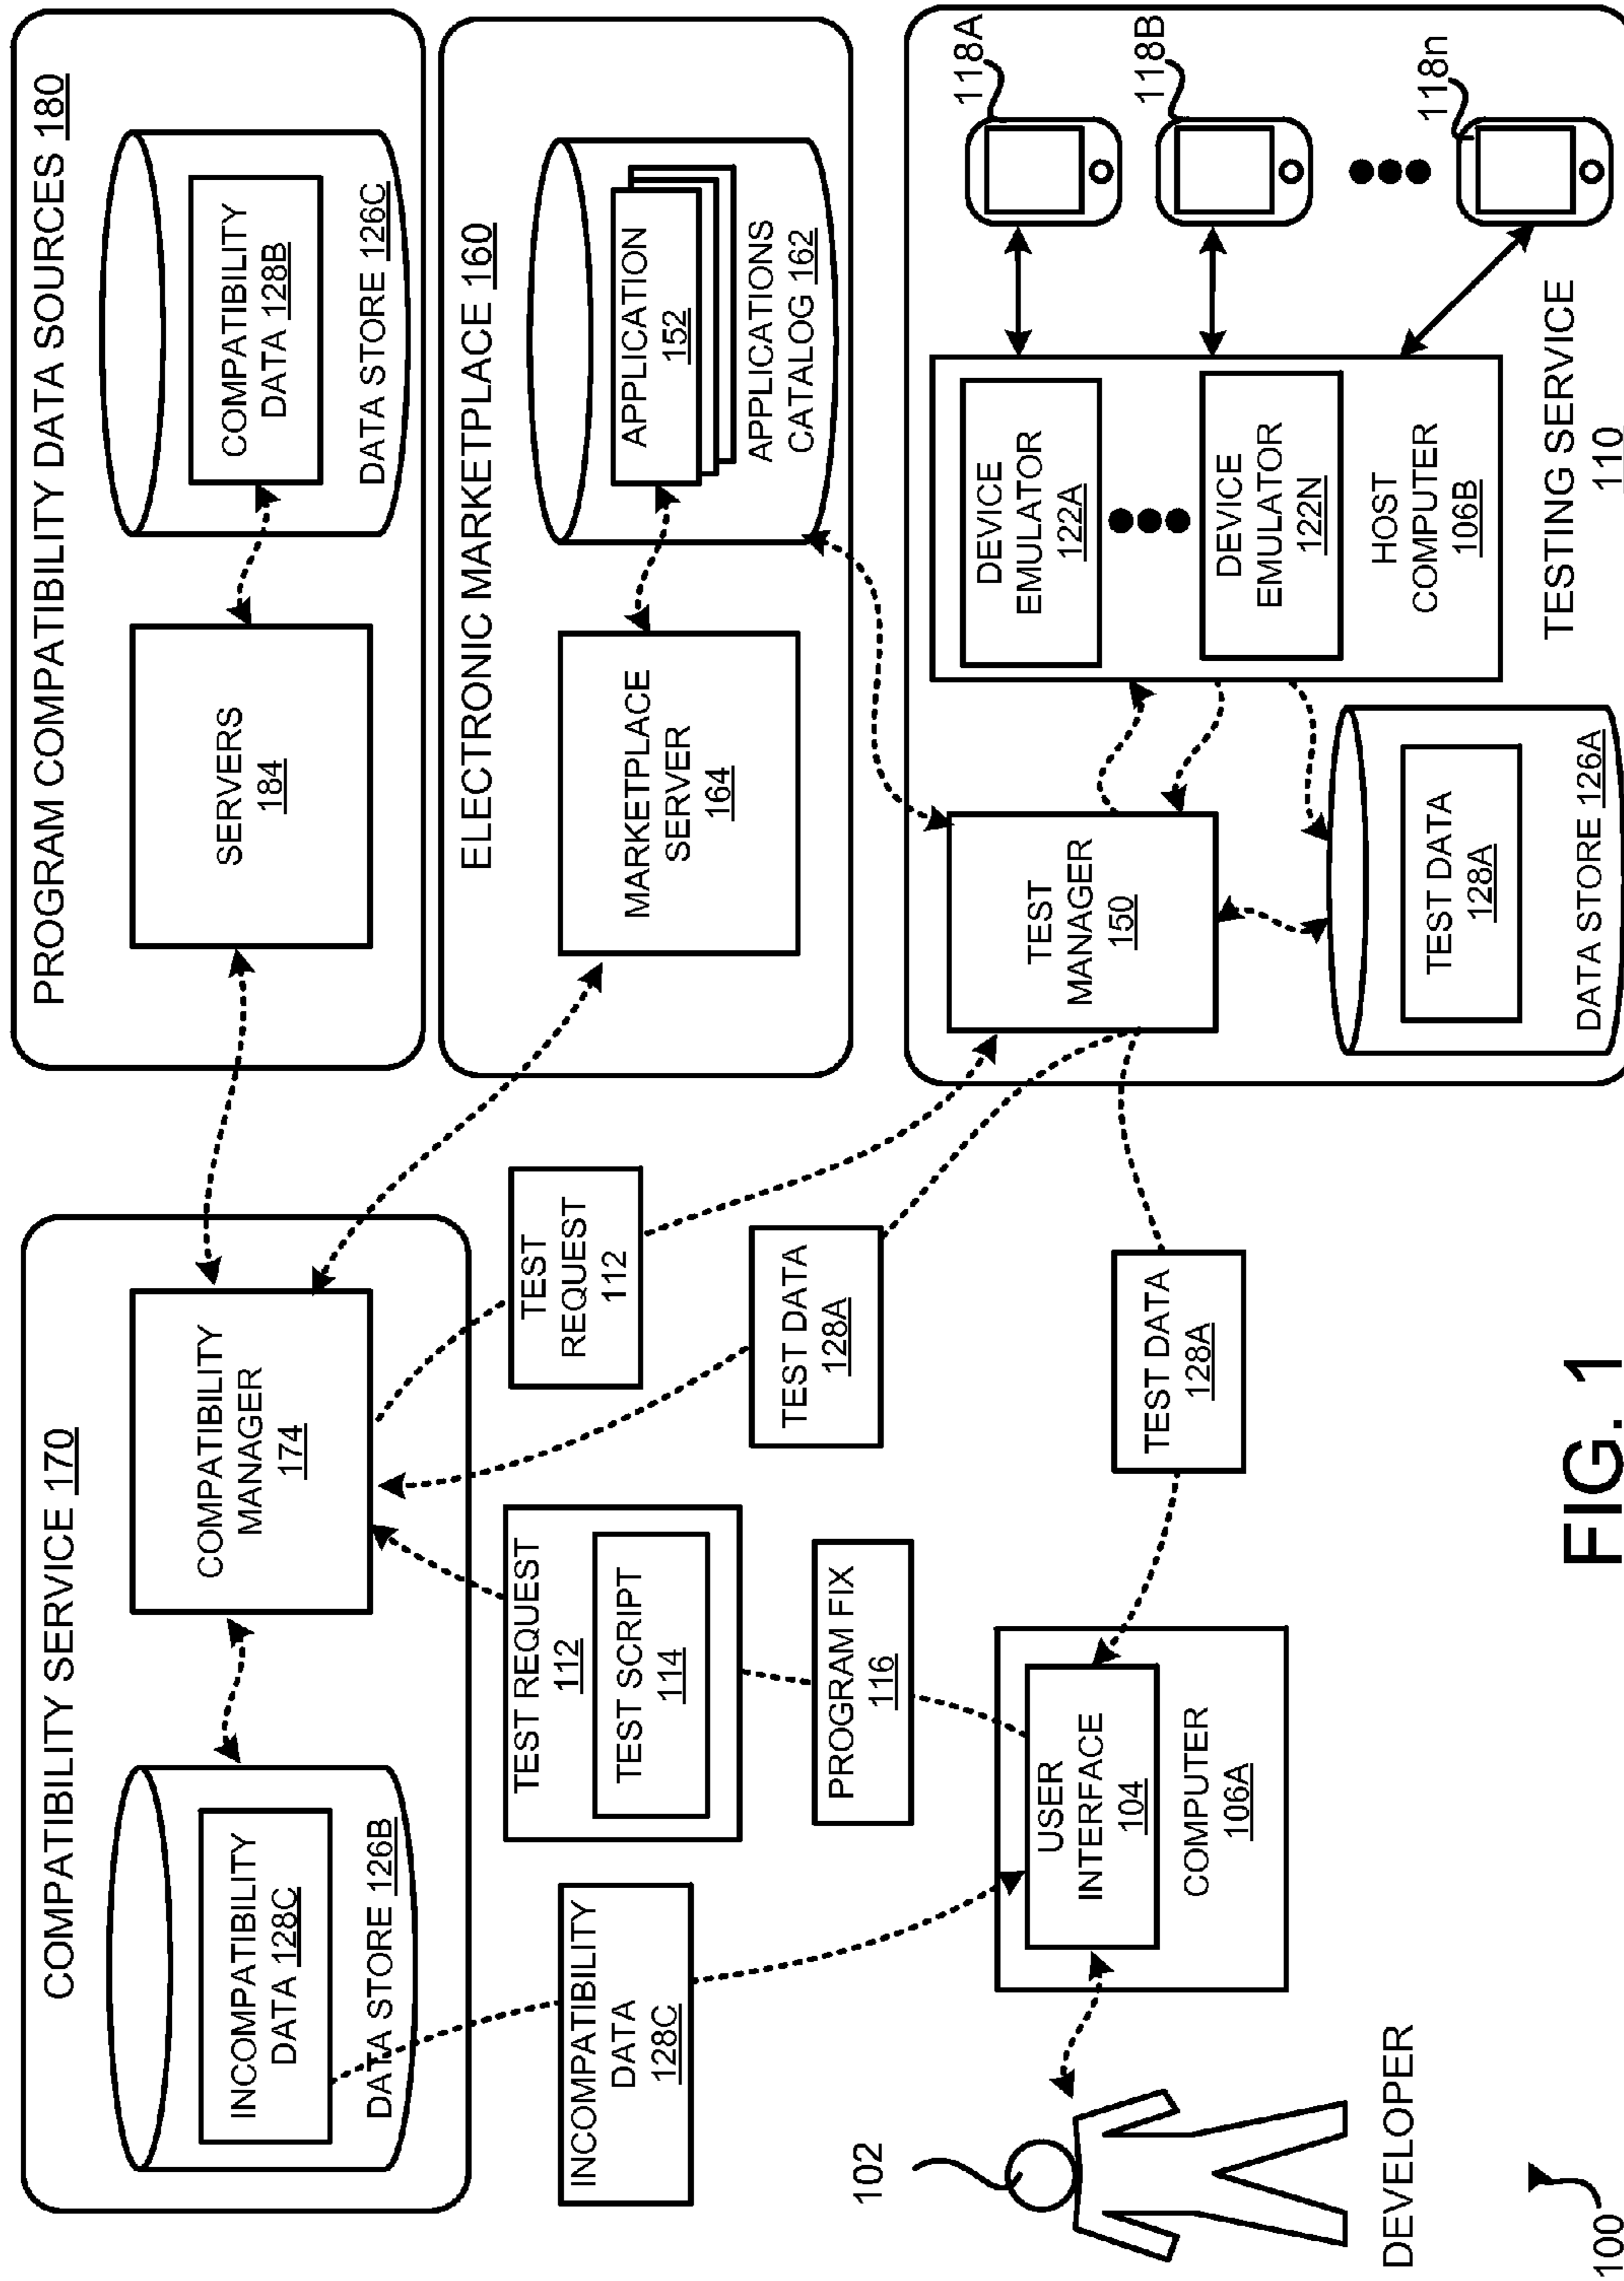 COMPATIBILITY SERVICE 170
INCOMPATIBILITY
DATA 128C
DATA STORE 126B
COMPATIBILITY
MANAGER
174
PROGRAM COMPATIBILITY DATA SOURCES 180
SERVERS
184
COMPATIBILITY
DATA 128B
DATA STORE 126C
ELECTRONIC MARKETPLACE 160
MARKETPLACE
SERVER
164
APPLICATION
152
APPLICATIONS
CATALOG 162
INCOMPATIBILITY
DATA
128C
TEST REQUEST
112
TEST SCRIPT
114
TEST
REQUEST
112
TEST DATA
128A
PROGRAM FIX
116
TEST DATA
128A
102
DEVELOPER
USER
INTERFACE
104
COMPUTER
106A
TEST
MANAGER
150
TEST DATA
128A
DATA STORE 126A
DEVICE
EMULATOR
122A
DEVICE
EMULATOR
122N
HOST
COMPUTER
106B
118A
118B
118n
TESTING SERVICE
110
100
FIG. 1